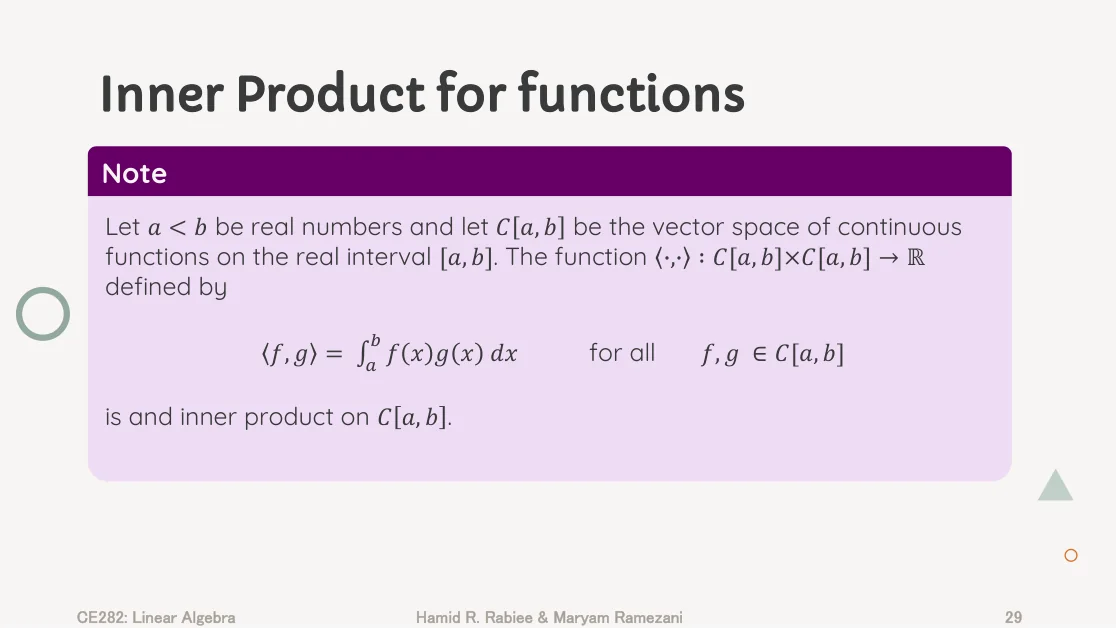 Inner Product for functions
Note
Let a < b be real numbers and let C[a, b] be the vector space of continuous
functions on the real interval [a, b]. The function ⟨·,·⟩ : C[a, b]×C[a, b] → ℝ
defined by
⟨f, g⟩ = ∫_a^b f(x)g(x) dx for all f, g ∈ C[a, b]
is and inner product on C[a, b].
CE282: Linear Algebra Hamid R. Rabiee & Maryam Ramezani 29